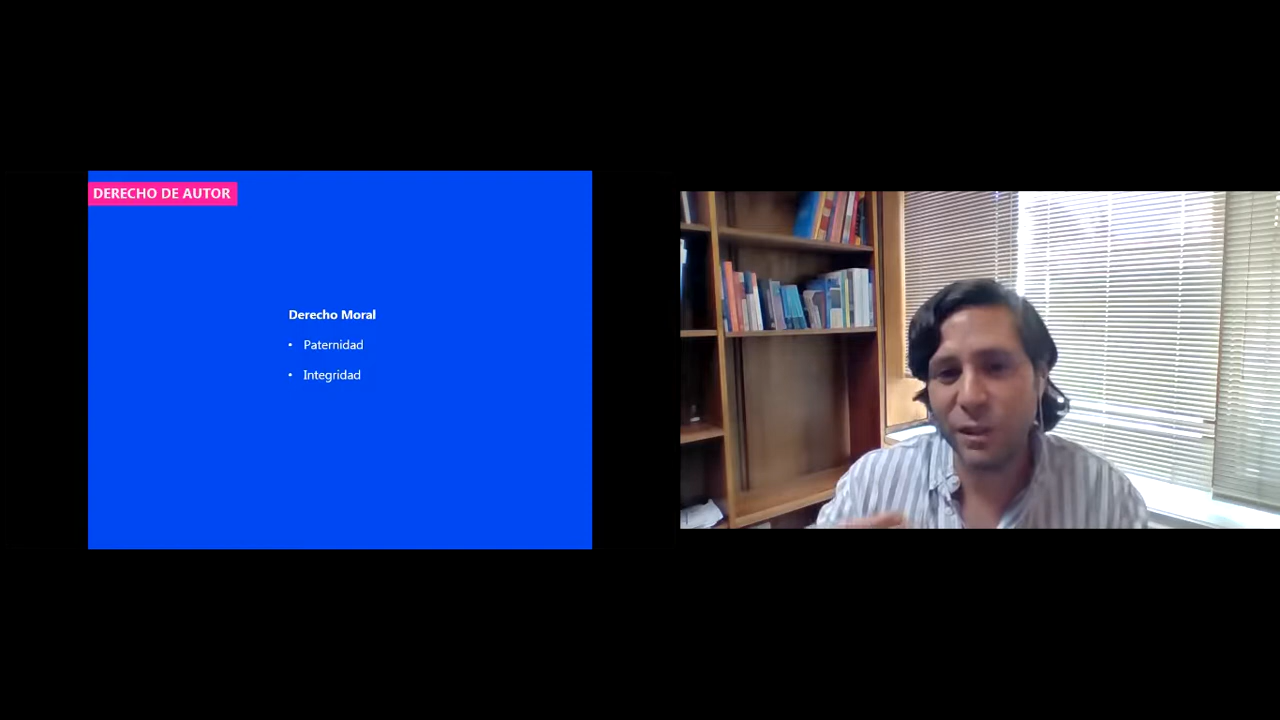 DERECHO DE AUTOR
Derecho Moral
• Paternidad
• Integridad